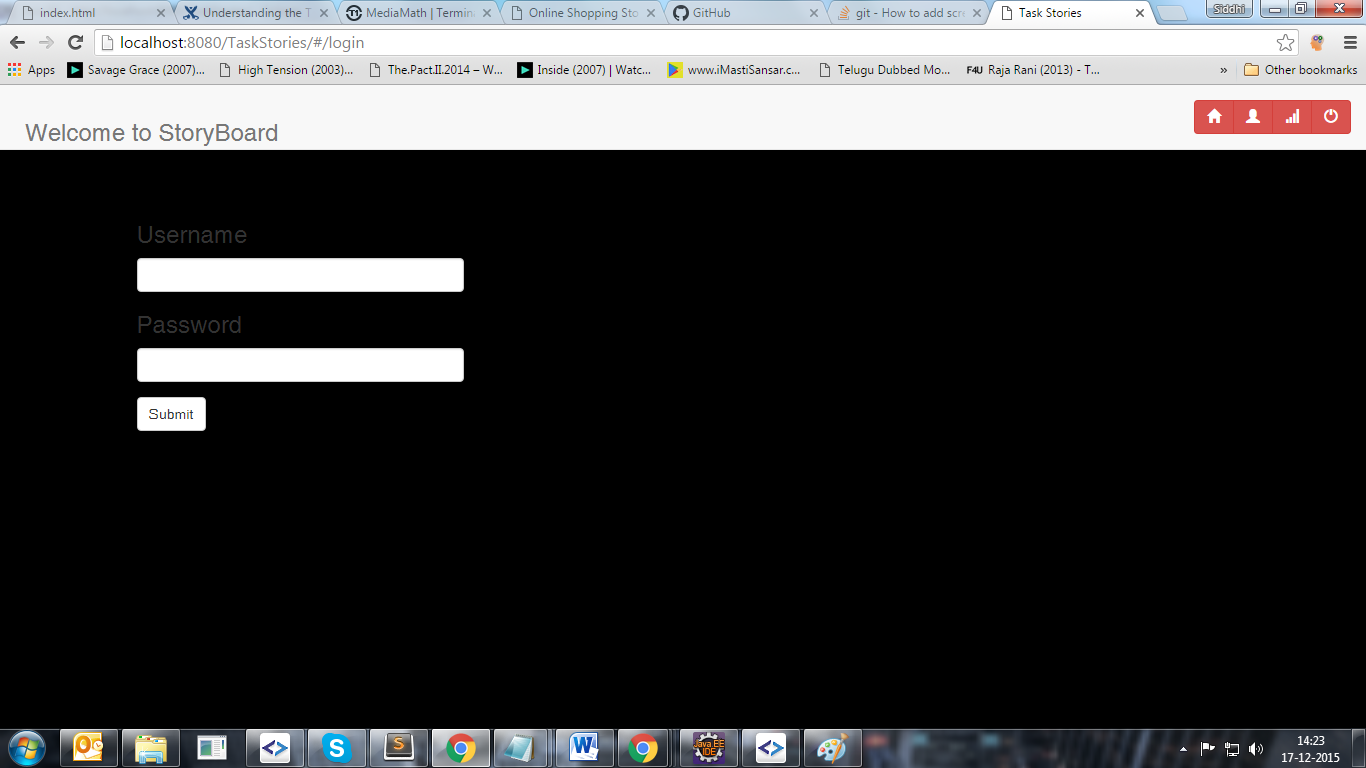 index.html
Understanding the T
MediaMath | Termin
Online Shopping Sto
GitHub
git - How to add scre
Task Stories
Siddhi
localhost:8080/TaskStories/#/login
Apps
Savage Grace (2007)...
High Tension (2003)...
The.Pact.II.2014 – W...
Inside (2007) | Watc...
www.iMastiSansar.c...
Telugu Dubbed Mo...
F4U Raja Rani (2013) - T...
»
Other bookmarks
Welcome to StoryBoard
Username
Password
Submit
Java EE
IDE
14:23
17-12-2015